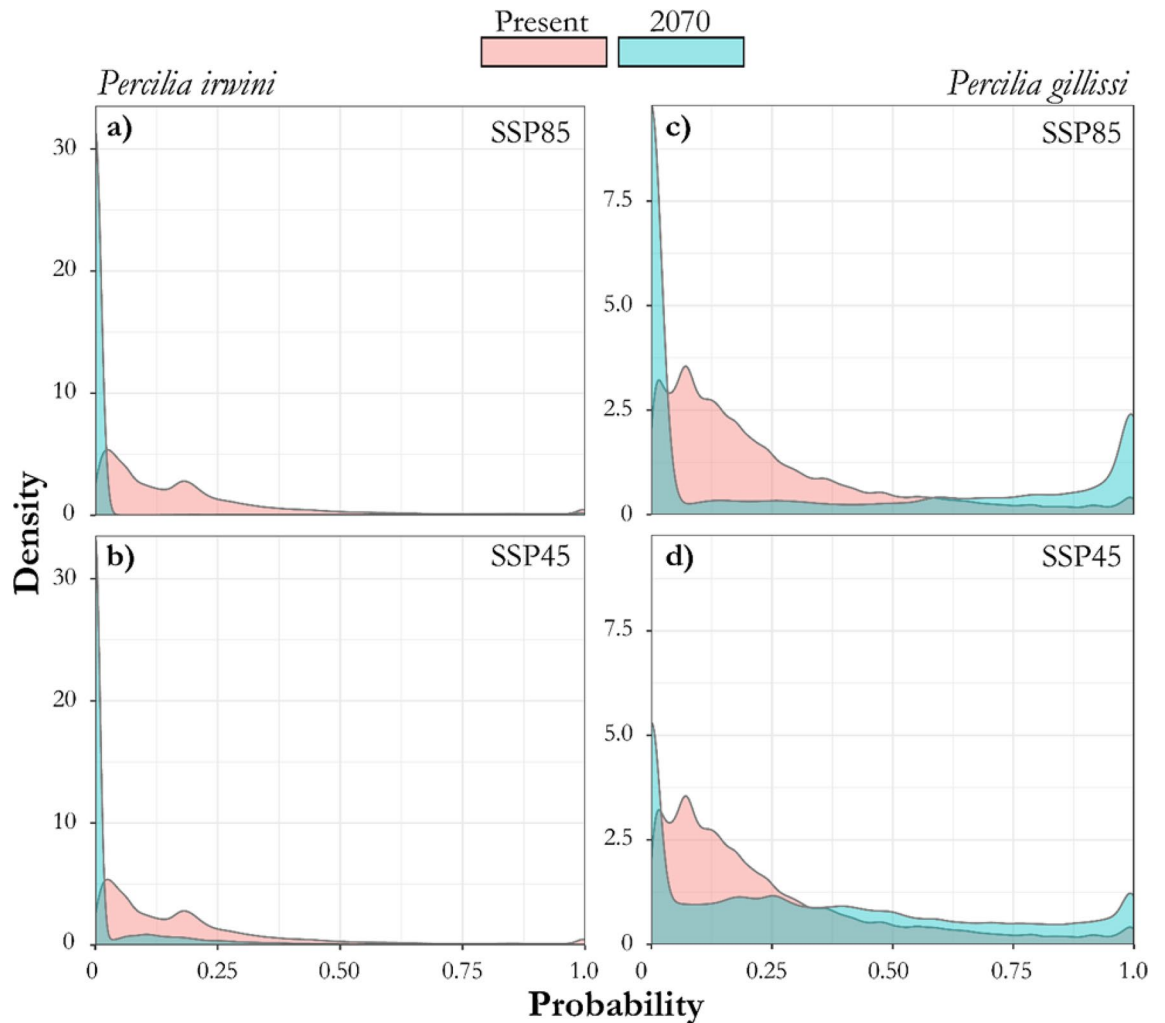 Present 2070
Percilia irwini Percilia gillissi
a) SSP85 c) SSP85
30
20
10
0
7.5
5.0
2.5
0
b) SSP45 d) SSP45
30
20
10
0
7.5
5.0
2.5
0
Density
0 0.25 0.50 0.75 1.0 0 0.25 0.50 0.75 1.0
Probability